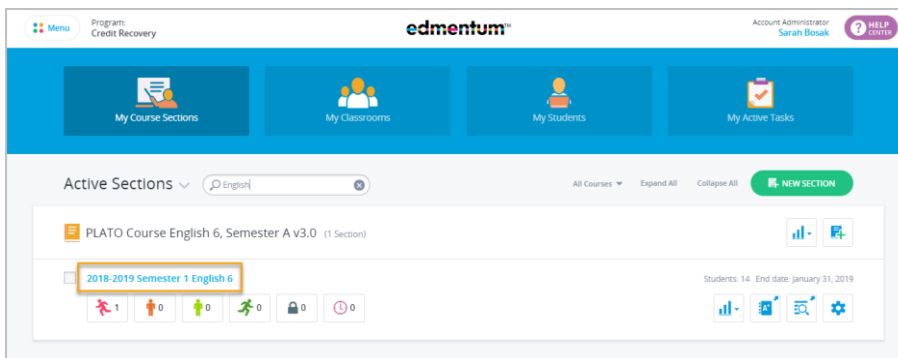 Menu
Program:
Credit Recovery
edmentum™
Account Administrator
Sarah Bosak
? HELP CENTER
My Course Sections
My Classrooms
My Students
My Active Tasks
Active Sections
English
All Courses
Expand All
Collapse All
NEW SECTION
PLATO Course English 6, Semester A v3.0 (1 Section)
2018-2019 Semester 1 English 6
Students: 14 End date: January 31, 2019
1
0
0
0
0
0
A+